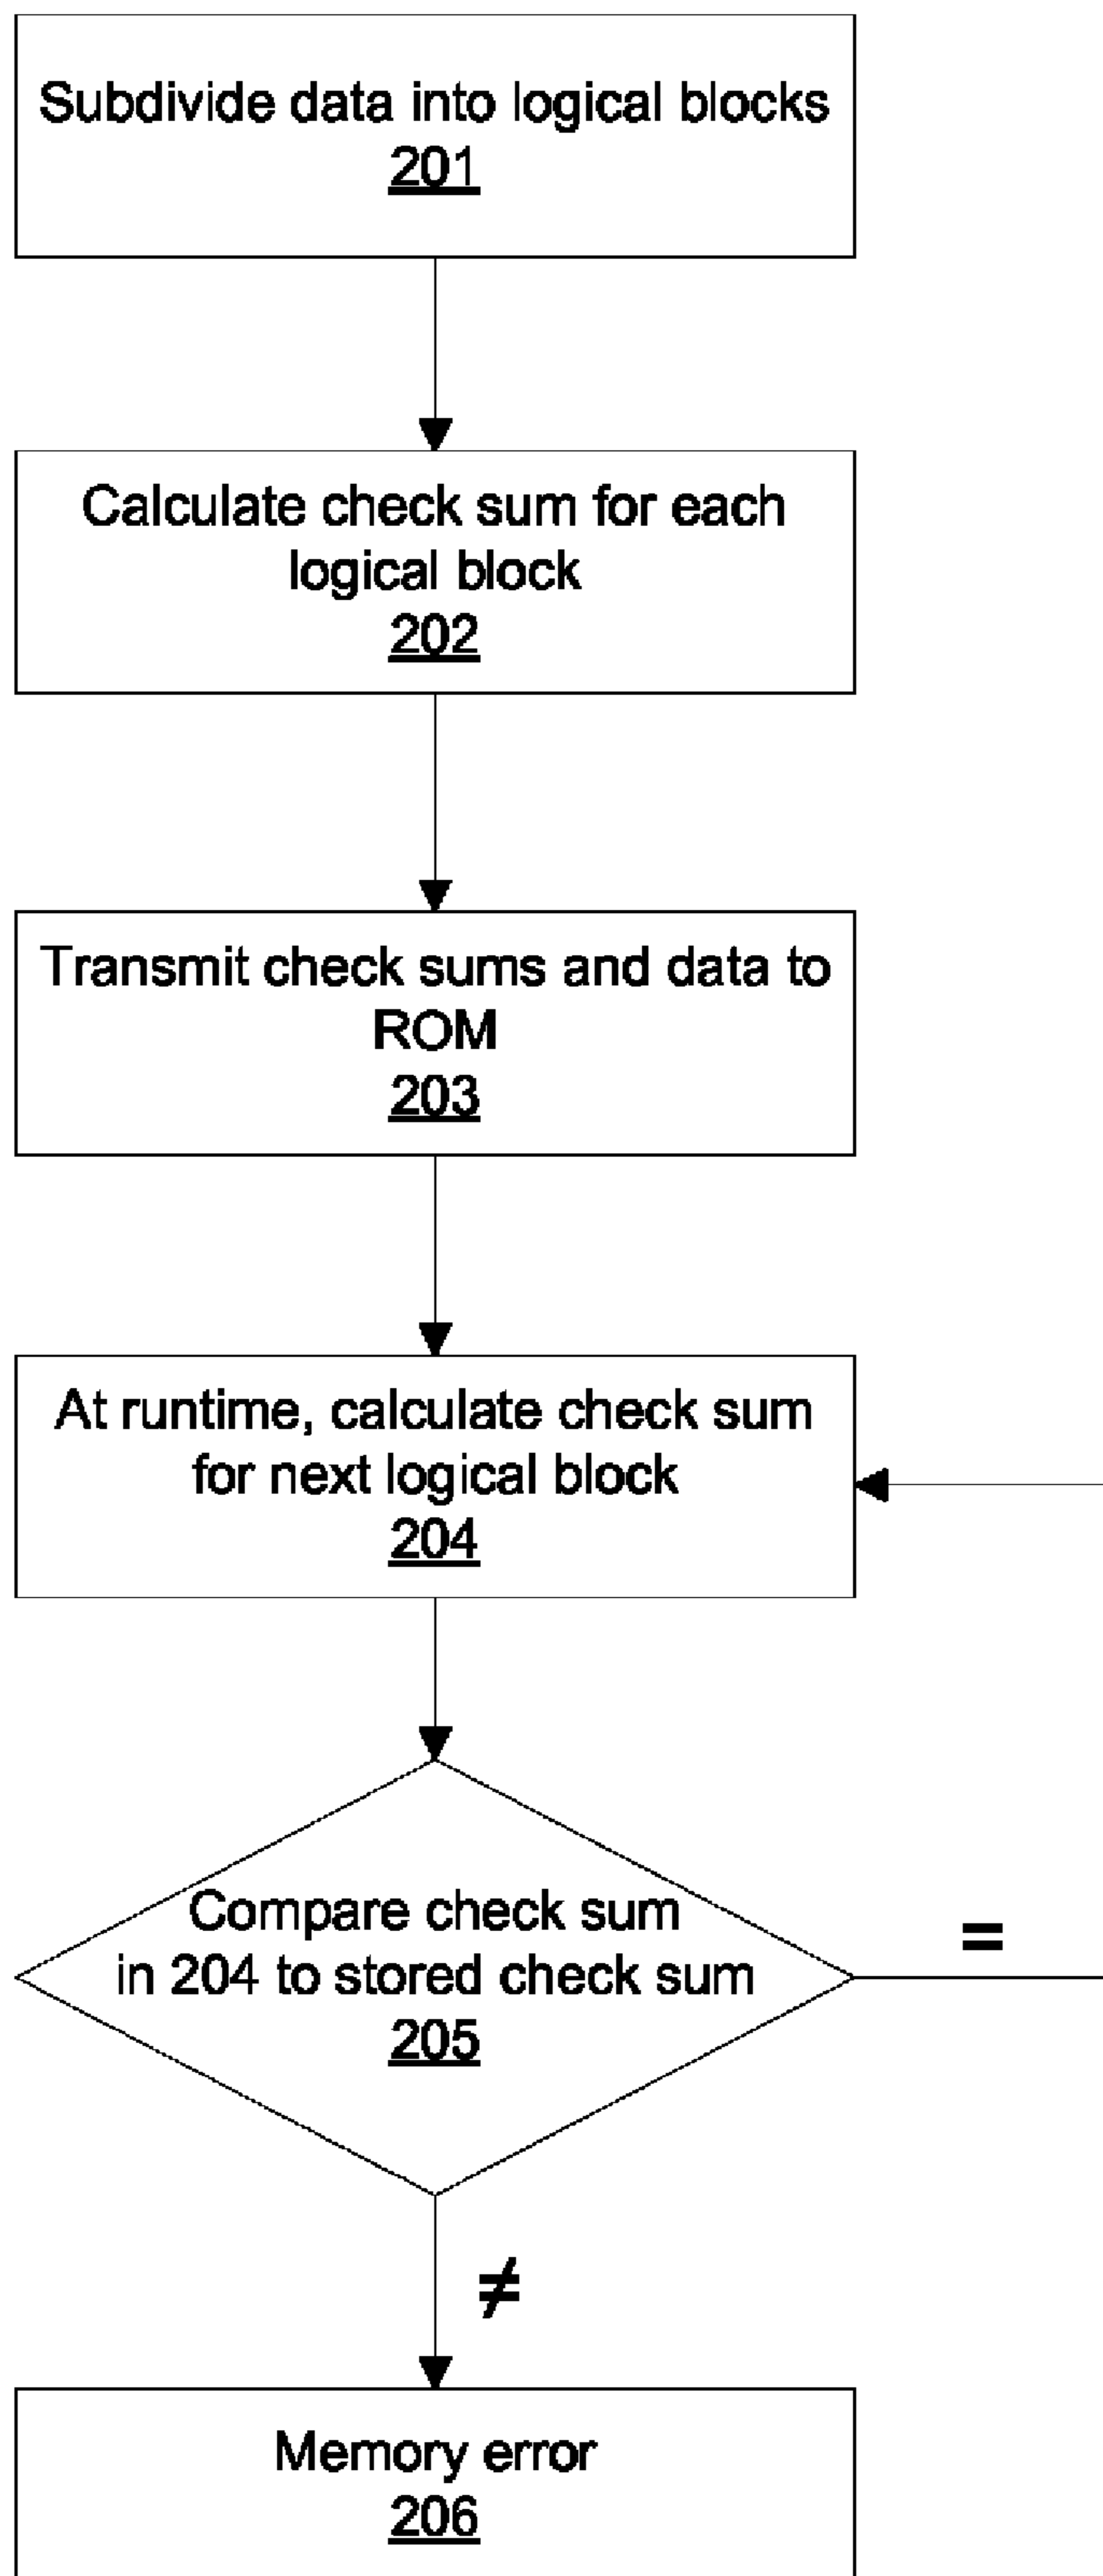 Subdivide data into logical blocks
201
Calculate check sum for each
logical block
202
Transmit check sums and data to
ROM
203
At runtime, calculate check sum
for next logical block
204
Compare check sum
in 204 to stored check sum
205
=
≠
Memory error
206